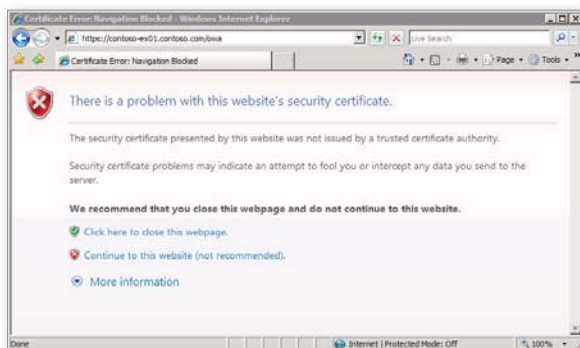 Certificate Error: Navigation Blocked - Windows Internet Explorer
https://contoso-ex01.contoso.com/owa
Live Search
Certificate Error: Navigation Blocked
Page
Tools
There is a problem with this website's security certificate.
The security certificate presented by this website was not issued by a trusted certificate authority.
Security certificate problems may indicate an attempt to fool you or intercept any data you send to the
server.
We recommend that you close this webpage and do not continue to this website.
Click here to close this webpage.
Continue to this website (not recommended).
More information
Done
Internet | Protected Mode: Off
100%